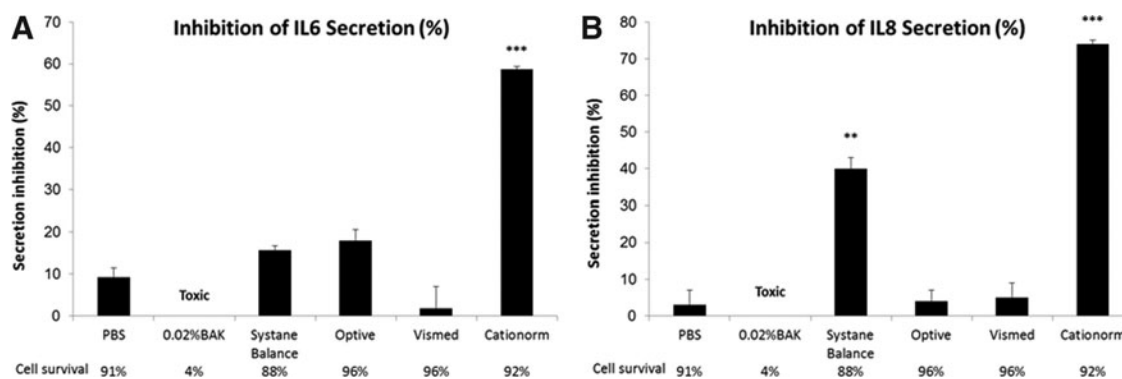 A
Inhibition of IL6 Secretion (%)
Secretion inhibition (%)
70
60
50
40
30
20
10
0
***
Toxic
PBS 0.02%BAK Systane Optive Vismed Cationorm
Balance
Cell survival 91% 4% 88% 96% 96% 92%
B
Inhibition of IL8 Secretion (%)
Secretion inhibition (%)
80
70
60
50
40
30
20
10
0
**
***
Toxic
PBS 0.02%BAK Systane Optive Vismed Cationorm
Balance
91% 4% 88% 96% 96% 92%